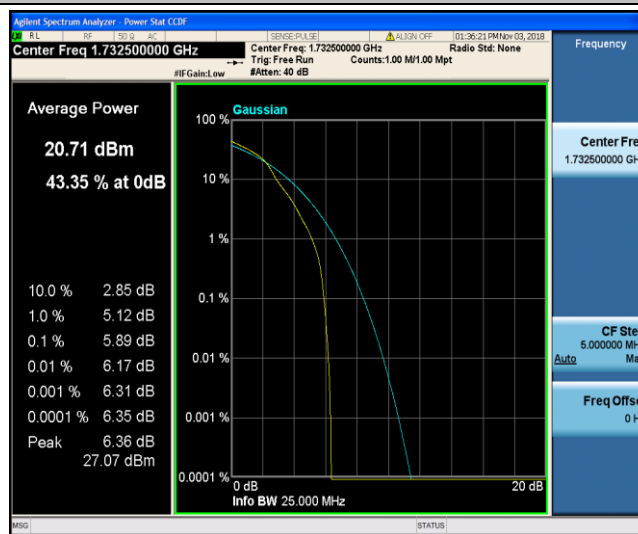 Agilent Spectrum Analyzer - Power Stat CCDF
RL RF 50 Ω AC SENSE:PULSE ALIGN OFF 01:36:21 PM Nov 03, 2018
Center Freq 1.732500000 GHz
Center Freq: 1.732500000 GHz Radio Std: None
Trig: Free Run Counts:1.00 M/1.00 Mpt
#IFGain:Low #Atten: 40 dB
Frequency
Average Power
20.71 dBm
43.35 % at 0dB
10.0 % 2.85 dB
1.0 % 5.12 dB
0.1 % 5.89 dB
0.01 % 6.17 dB
0.001 % 6.31 dB
0.0001 % 6.35 dB
Peak 6.36 dB
27.07 dBm
Gaussian
100 %
10 %
1 %
0.1 %
0.01 %
0.001 %
0.0001 %
0 dB 20 dB
Info BW 25.000 MHz
Center Fre
1.732500000 GH
CF Ste
5.000000 MH
Auto Ma
Freq Offse
0 H
MSG STATUS